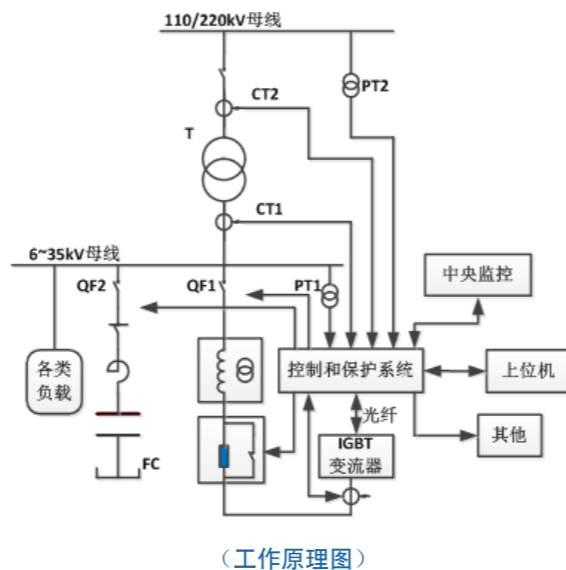 110/220kV母线
PT2
CT2
T
CT1
6~35kV母线
QF2
QF1
PT1
中央监控
各类
负载
控制和保护系统
上位机
光纤
其他
IGBT
变流器
FC
（工作原理图）